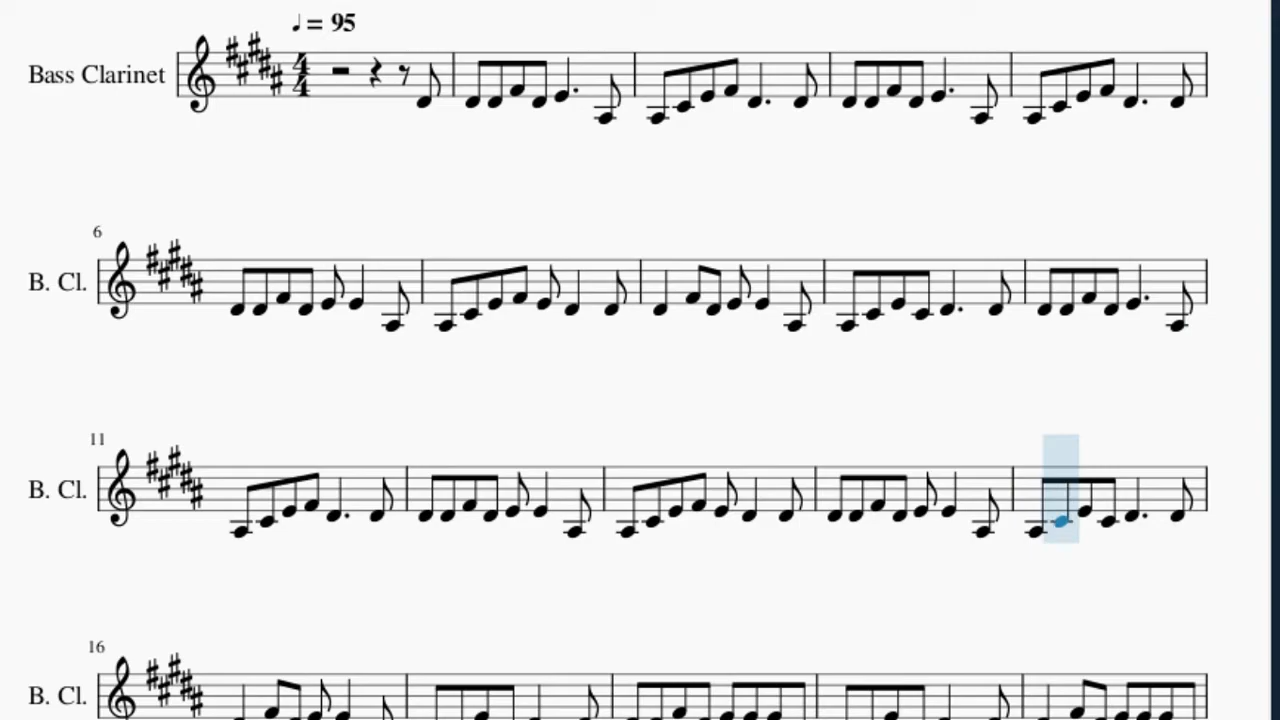 ♩ = 95
Bass Clarinet 4/4
6
B. Cl.
11
B. Cl.
16
B. Cl.